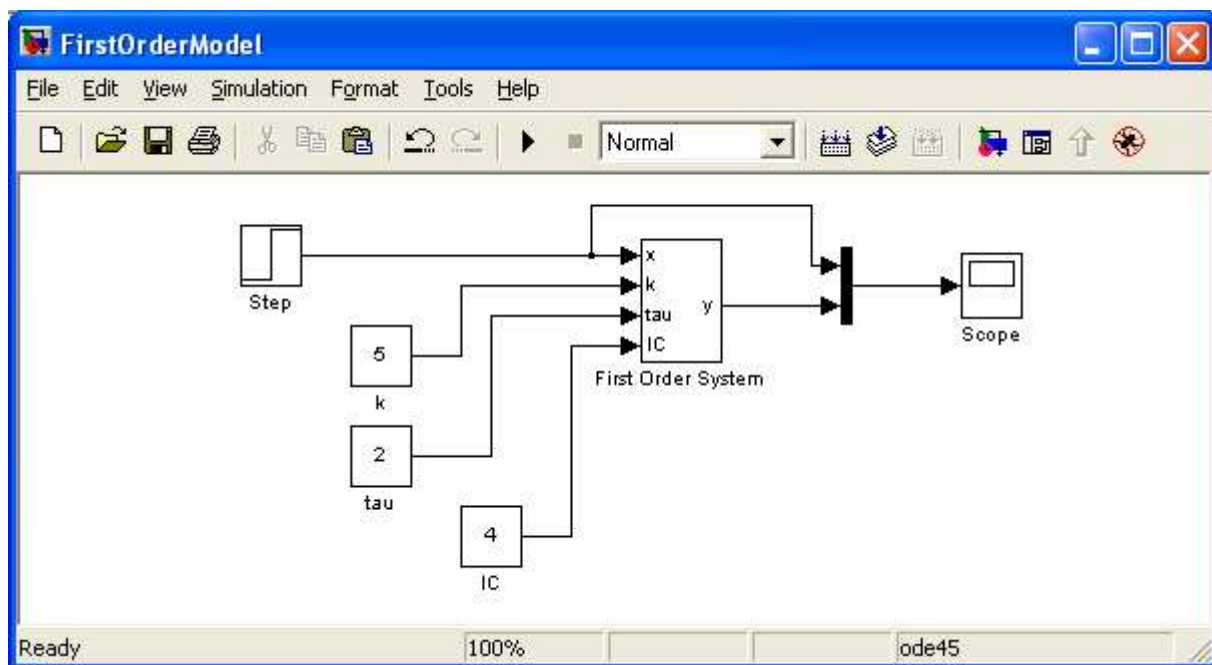 FirstOrderModel
File Edit View Simulation Format Tools Help
Normal
Step
x
k
tau
IC
y
First Order System
Scope
5
k
2
tau
4
IC
Ready 100% ode45